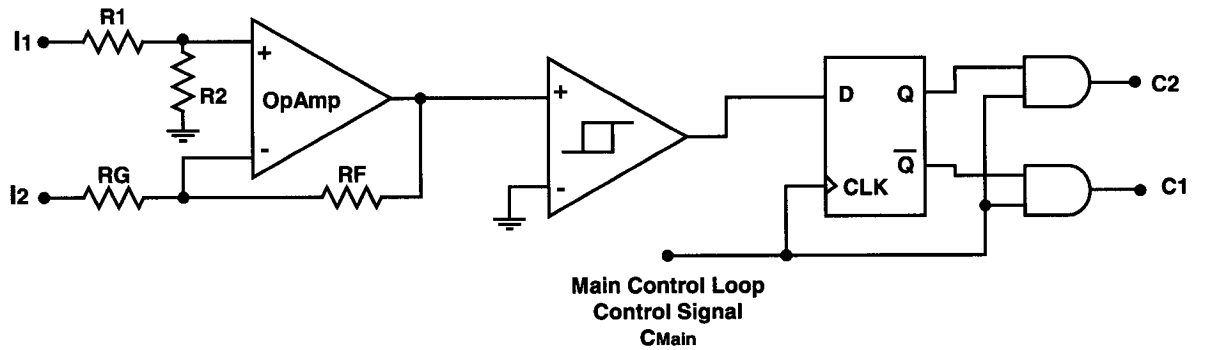 I1
R1
+
R2
OpAmp
-
I2
RG
RF
+
-
D
Q
Q
CLK
C2
C1
Main Control Loop
Control Signal
CMain